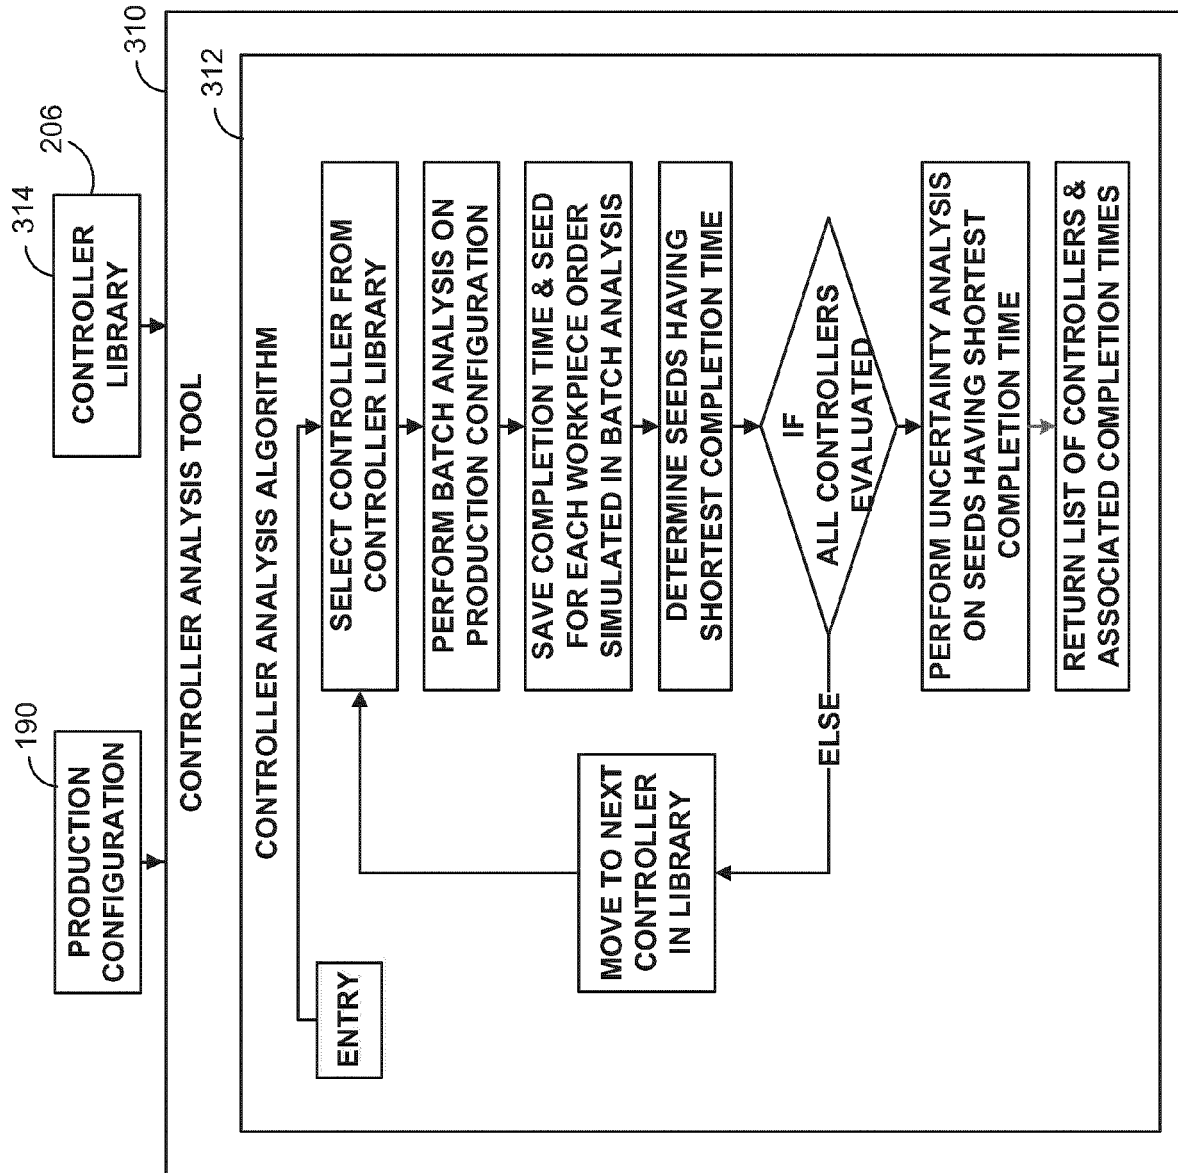 190
PRODUCTION
CONFIGURATION
314
206
CONTROLLER
LIBRARY
310
CONTROLLER ANALYSIS TOOL
312
CONTROLLER ANALYSIS ALGORITHM
ENTRY
SELECT CONTROLLER FROM
CONTROLLER LIBRARY
PERFORM BATCH ANALYSIS ON
PRODUCTION CONFIGURATION
SAVE COMPLETION TIME & SEED
FOR EACH WORKPIECE ORDER
SIMULATED IN BATCH ANALYSIS
DETERMINE SEEDS HAVING
SHORTEST COMPLETION TIME
IF
ALL CONTROLLERS
EVALUATED
ELSE
MOVE TO NEXT
CONTROLLER
IN LIBRARY
PERFORM UNCERTAINTY ANALYSIS
ON SEEDS HAVING SHORTEST
COMPLETION TIME
RETURN LIST OF CONTROLLERS &
ASSOCIATED COMPLETION TIMES